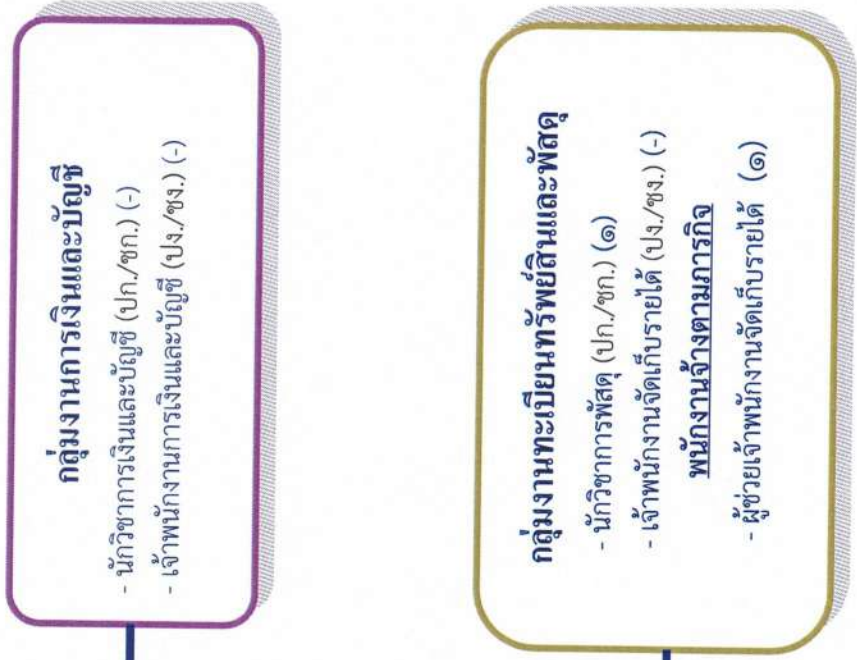 กลุ่มงานการเงินและบัญชี
- นักวิชาการเงินและบัญชี (ปก./ชก.) (-)
- เจ้าพนักงานการเงินและบัญชี (ปง./ชง.) (-)
กลุ่มงานทะเบียนทรัพย์สินและพัสดุ
- นักวิชาการพัสดุ (ปก./ชก.) (๑)
- เจ้าพนักงานจัดเก็บรายได้ (ปง./ชง.) (-)
พนักงานจ้างตามภารกิจ
- ผู้ช่วยเจ้าพนักงานจัดเก็บรายได้ (๑)